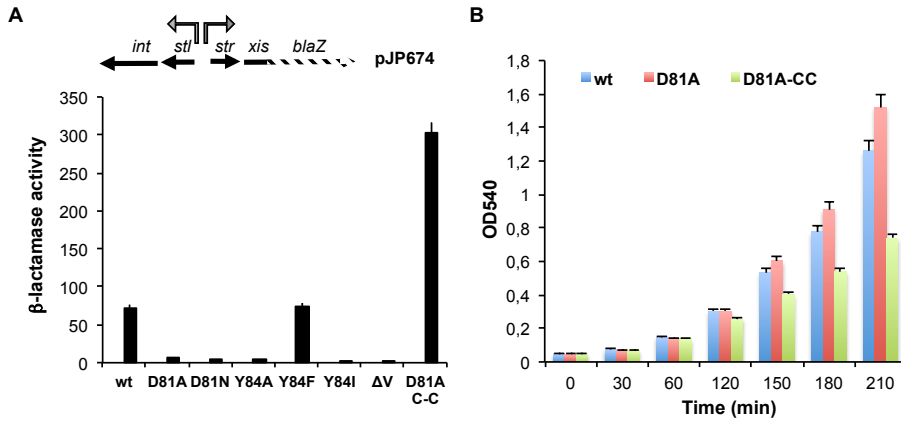 A
int stl str xis blaZ pJP674
β-lactamase activity
350
300
250
200
150
100
50
0
wt D81A D81N Y84A Y84F Y84I ΔV D81A
C-C
B
wt D81A D81A-CC
OD540
1,8
1,6
1,4
1,2
1
0,8
0,6
0,4
0,2
0
0 30 60 120 150 180 210
Time (min)